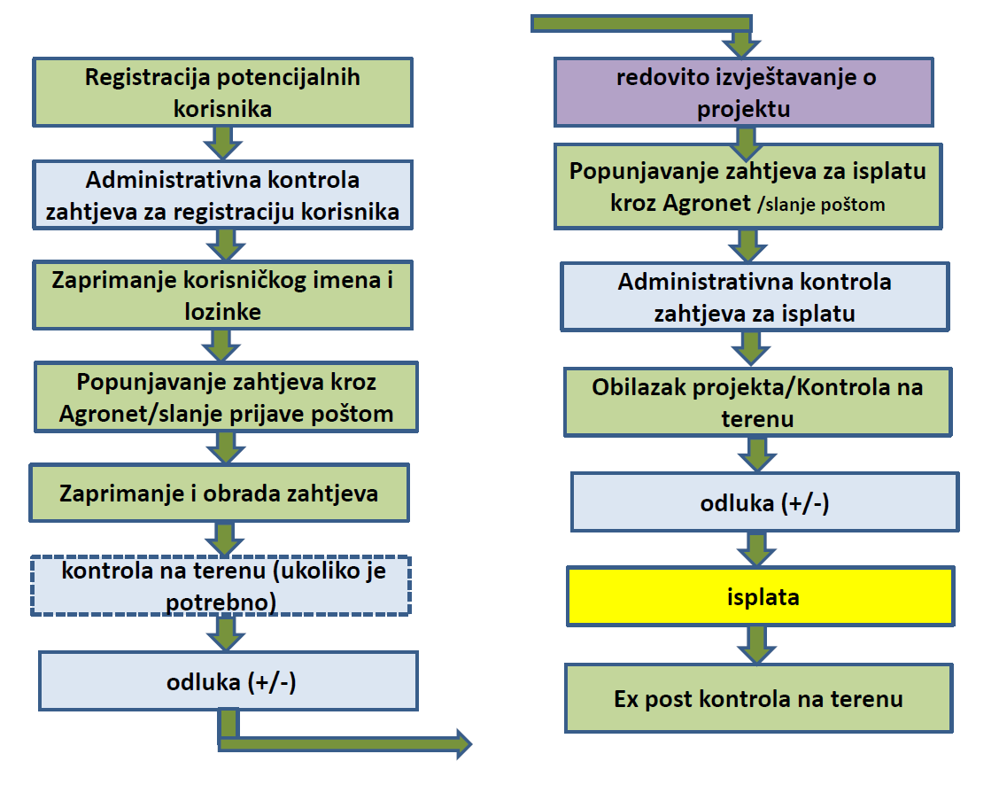 Registracija potencijalnih
korisnika
Administrativna kontrola
zahtjeva za registraciju korisnika
Zaprimanje korisničkog imena i
lozinke
Popunjavanje zahtjeva kroz
Agronet/slanje prijave poštom
Zaprimanje i obrada zahtjeva
kontrola na terenu (ukoliko je
potrebno)
odluka (+/-)
redovito izvještavanje o
projektu
Popunjavanje zahtjeva za isplatu
kroz Agronet /slanje poštom
Administrativna kontrola
zahtjeva za isplatu
Obilazak projekta/Kontrola na
terenu
odluka (+/-)
isplata
Ex post kontrola na terenu